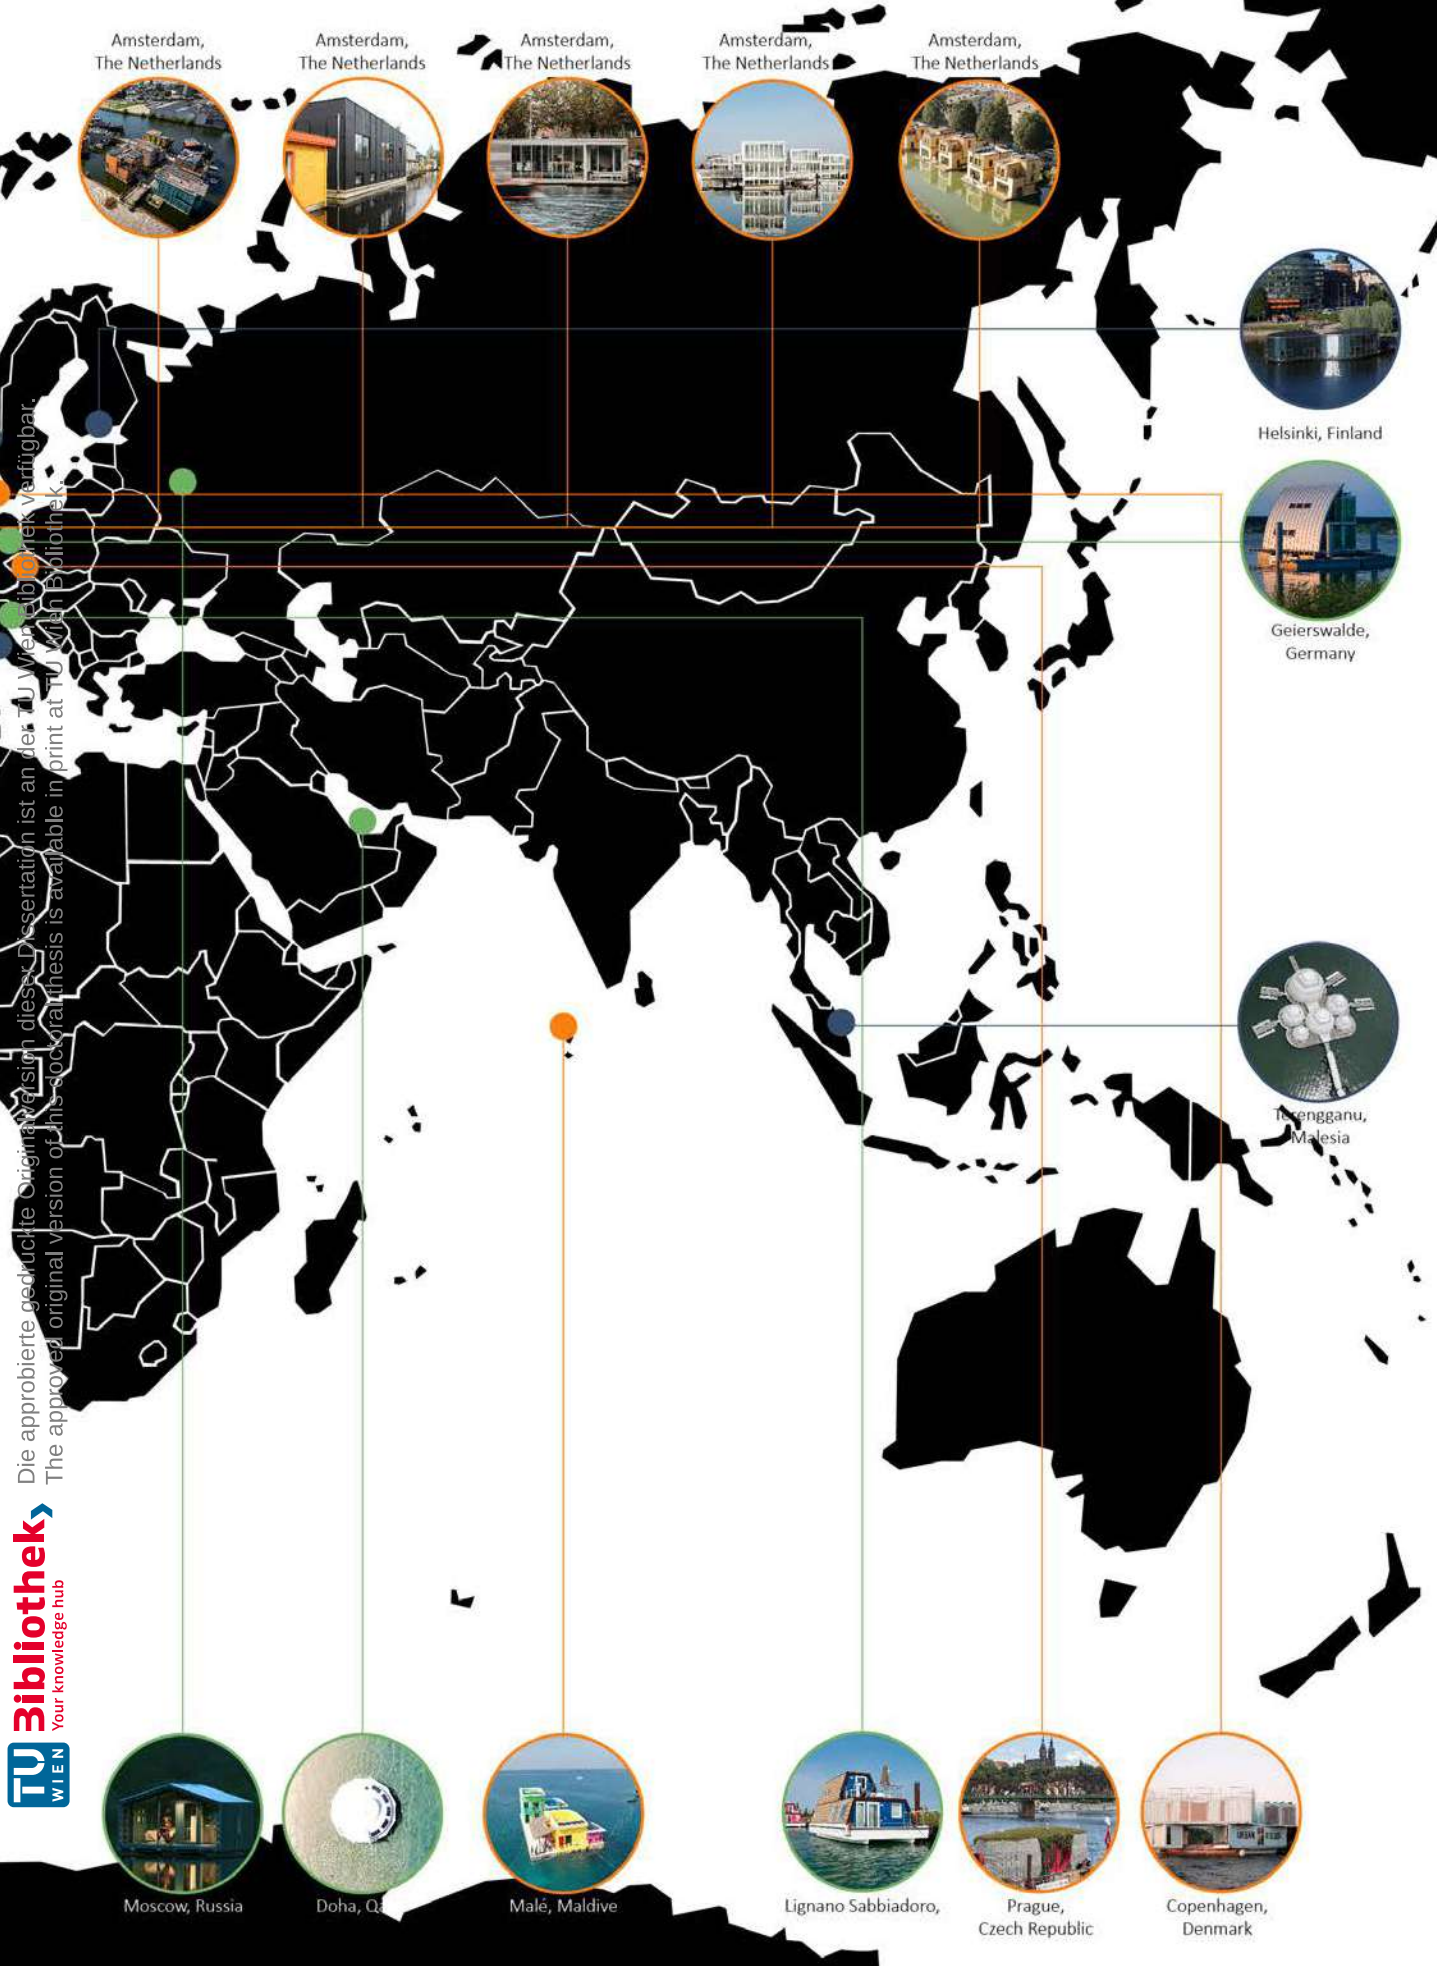 Amsterdam,
The Netherlands
Amsterdam,
The Netherlands
Amsterdam,
The Netherlands
Amsterdam,
The Netherlands
Amsterdam,
The Netherlands
Helsinki, Finland
Geierswalde,
Germany
Terengganu,
Malesia
Moscow, Russia
Doha, Qa
Malé, Maldive
Lignano Sabbiadoro,
Prague,
Czech Republic
Copenhagen,
Denmark
Die approbierte gedruckte Originalversion dieser Dissertation ist an der TU Wien Bibliothek verfügbar.
The approved original version of this doctoral thesis is available in print at TU Wien Bibliothek.
TU
WIEN
Bibliothek
Your knowledge hub